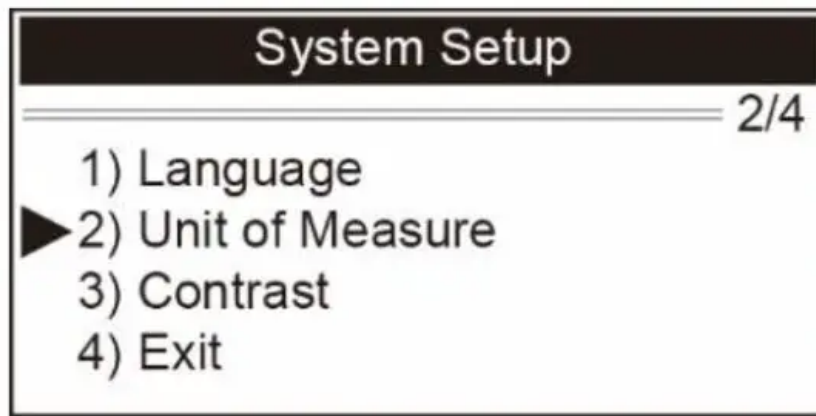 System Setup
2/4
1) Language
2) Unit of Measure
3) Contrast
4) Exit